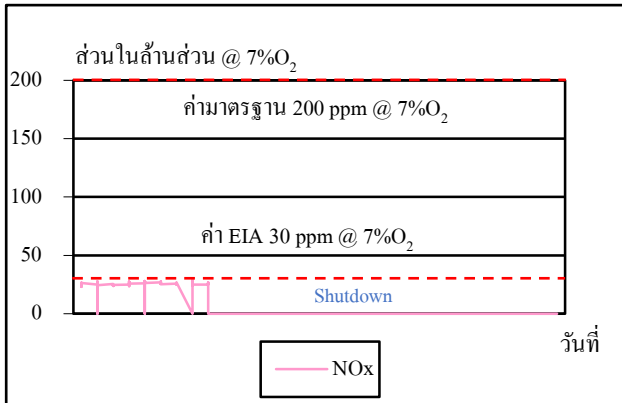 ส่วนในล้านส่วน @ 7%O₂
200
ค่ามาตรฐาน 200 ppm @ 7%O₂
150
100
ค่า EIA 30 ppm @ 7%O₂
50
Shutdown
0
วันที่
NOx